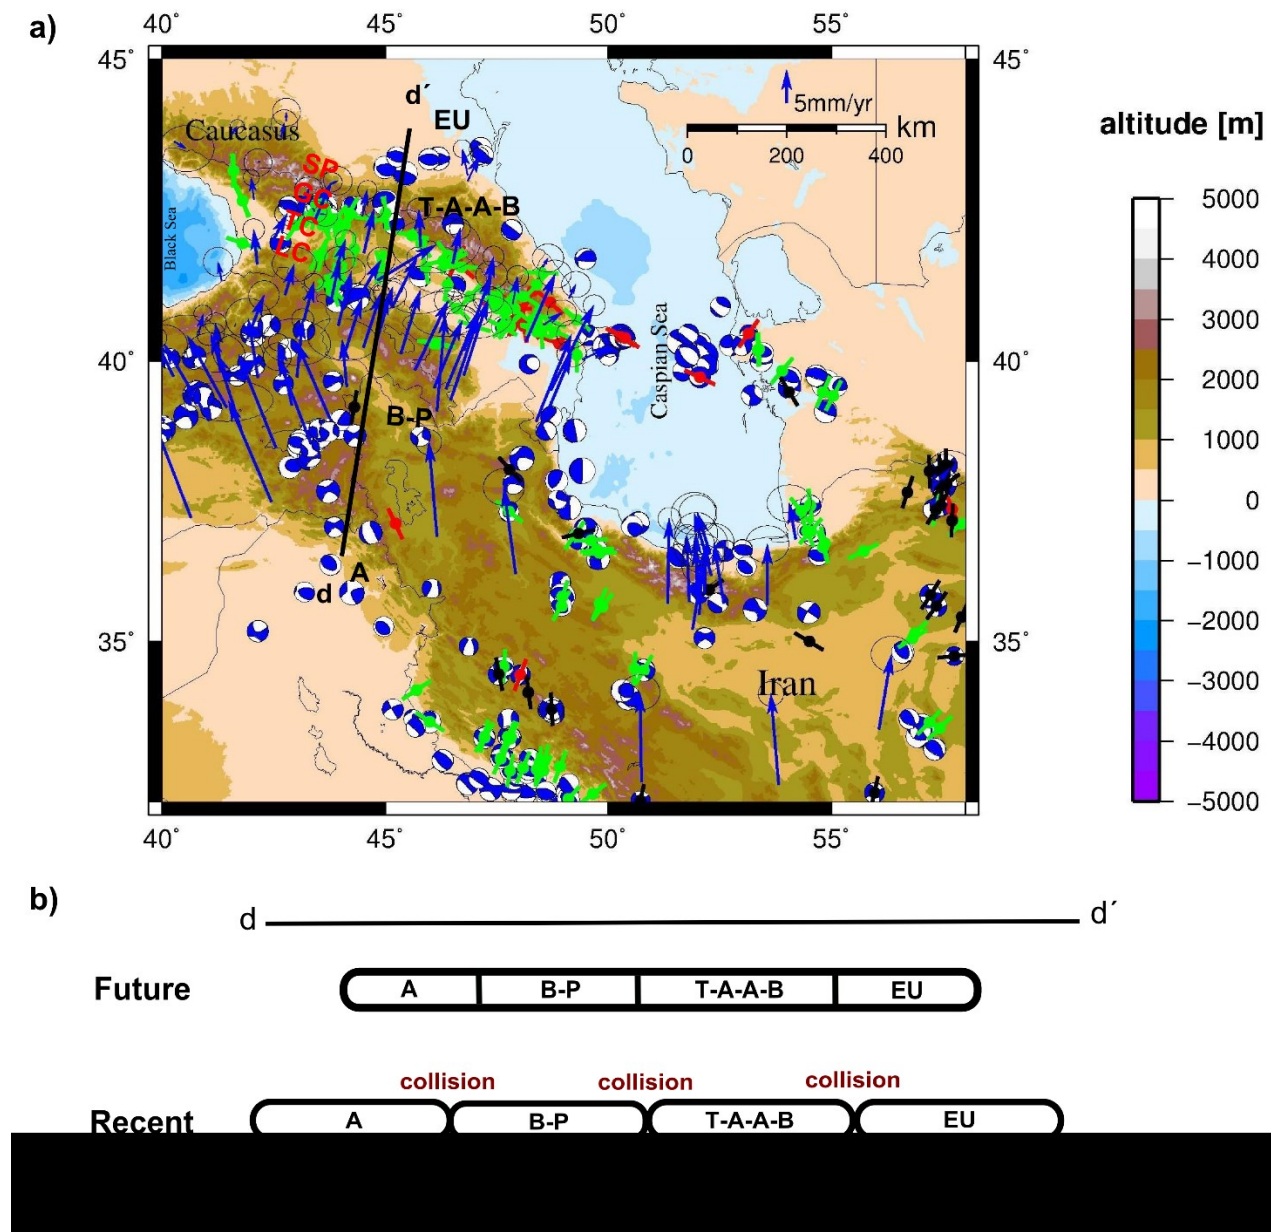 a)
40° 45° 50° 55°
45° 45°
d´
EU
5mm/yr
km
0 200 400
altitude [m]
Caucasus
SP
GC
TC
LC
T-A-A-B
Black Sea
Caspian Sea
40° 40°
B-P
A
d
35° 35°
Iran
40° 45° 50° 55°
5000
4000
3000
2000
1000
0
−1000
−2000
−3000
−4000
−5000
b)
d d´
Future A B-P T-A-A-B EU
collision collision collision
Recent A B-P T-A-A-B EU